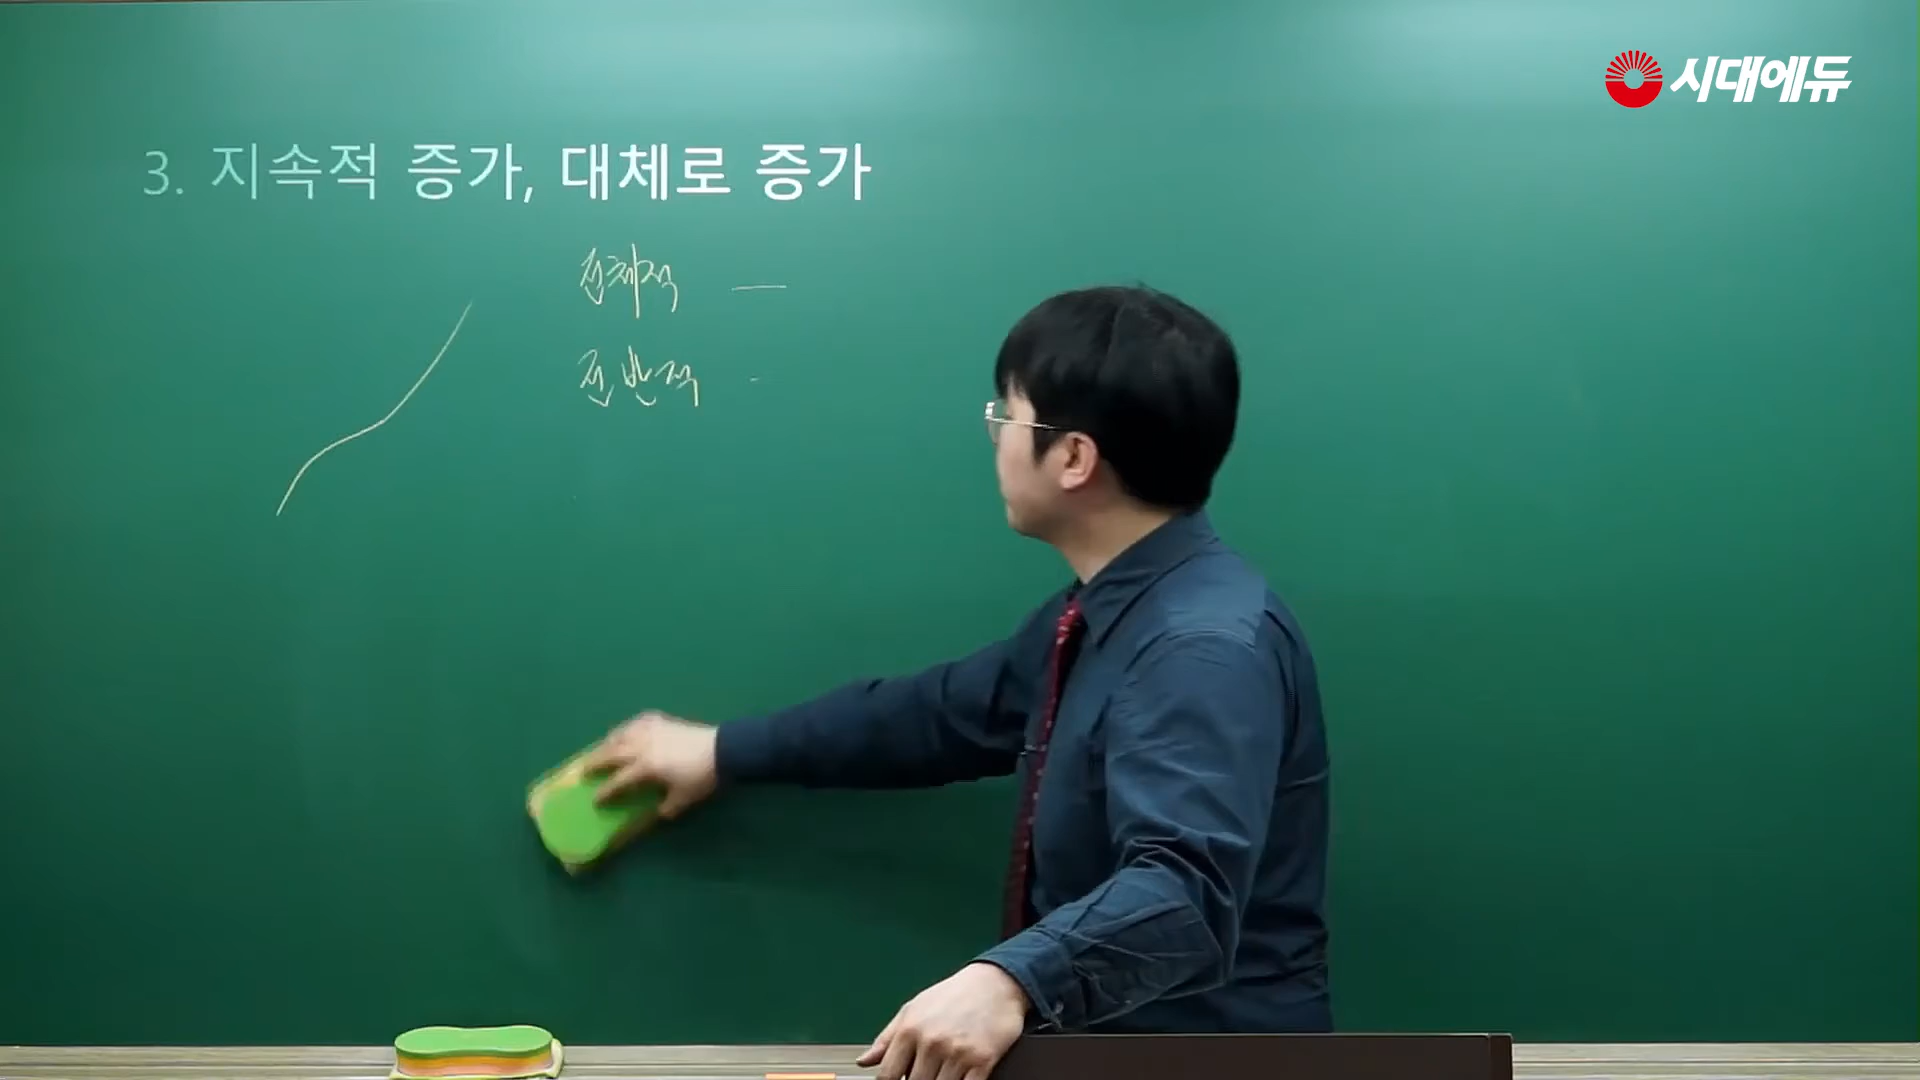 시대에듀
3. 지속적 증가, 대체로 증가
전체적 —
전반적 -